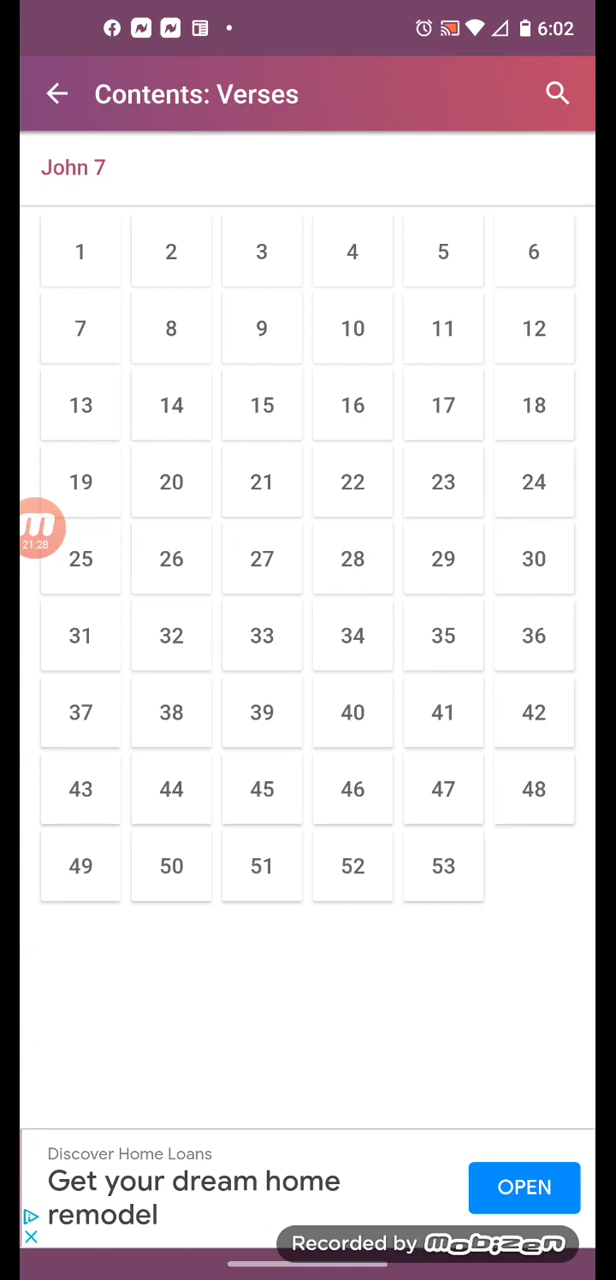 6:02
Contents: Verses
John 7
1 2 3 4 5 6
7 8 9 10 11 12
13 14 15 16 17 18
19 20 21 22 23 24
21:28
25 26 27 28 29 30
31 32 33 34 35 36
37 38 39 40 41 42
43 44 45 46 47 48
49 50 51 52 53
Discover Home Loans
Get your dream home
remodel
OPEN
Recorded by mobizen